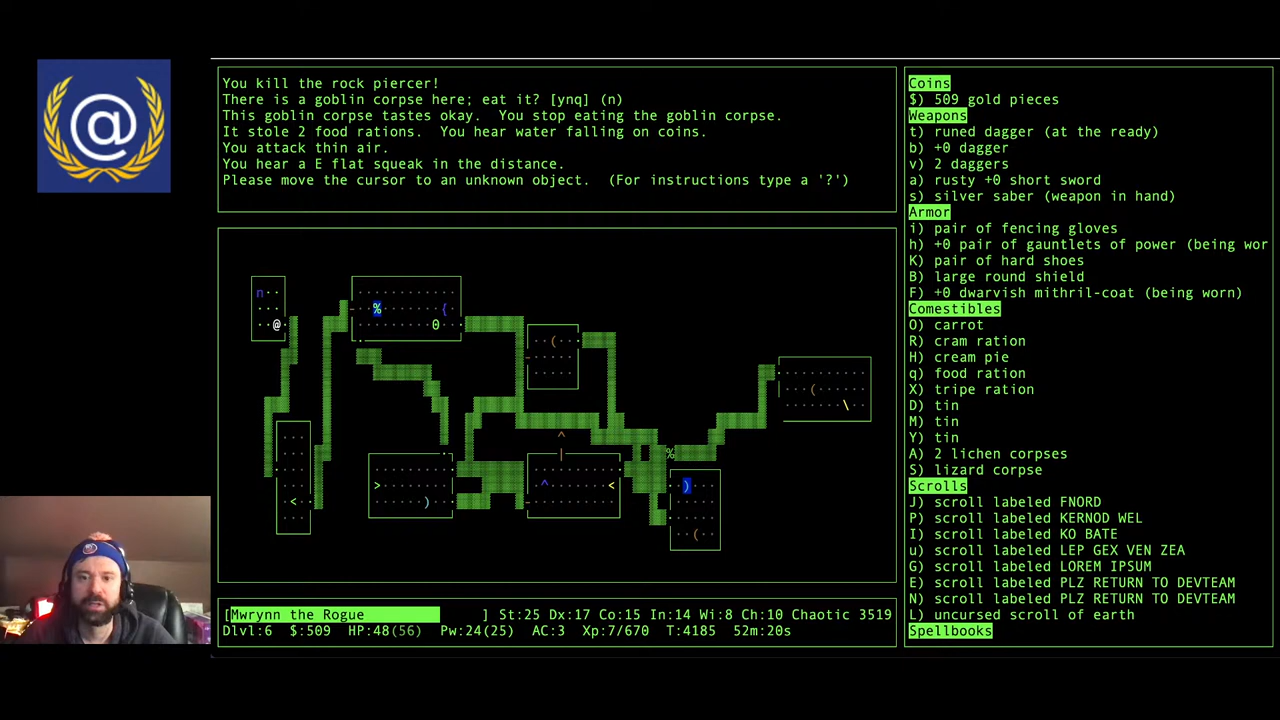 You kill the rock piercer!
There is a goblin corpse here; eat it? [ynq] (n)
This goblin corpse tastes okay.  You stop eating the goblin corpse.
It stole 2 food rations.  You hear water falling on coins.
You attack thin air.
You hear a E flat squeak in the distance.
Please move the cursor to an unknown object.  (For instructions type a '?')
[Mwrynn the Rogue ] St:25 Dx:17 Co:15 In:14 Wi:8 Ch:10 Chaotic 3519
Dlvl:6 $:509 HP:48(56) Pw:24(25) AC:3 Xp:7/670 T:4185 52m:20s
Coins
$) 509 gold pieces
Weapons
t) runed dagger (at the ready)
b) +0 dagger
v) 2 daggers
a) rusty +0 short sword
s) silver saber (weapon in hand)
Armor
i) pair of fencing gloves
h) +0 pair of gauntlets of power (being wor
K) pair of hard shoes
B) large round shield
F) +0 dwarvish mithril-coat (being worn)
Comestibles
O) carrot
R) cram ration
H) cream pie
q) food ration
X) tripe ration
D) tin
M) tin
Y) tin
A) 2 lichen corpses
S) lizard corpse
Scrolls
J) scroll labeled FNORD
P) scroll labeled KERNOD WEL
I) scroll labeled KO BATE
u) scroll labeled LEP GEX VEN ZEA
G) scroll labeled LOREM IPSUM
E) scroll labeled PLZ RETURN TO DEVTEAM
N) scroll labeled PLZ RETURN TO DEVTEAM
L) uncursed scroll of earth
Spellbooks